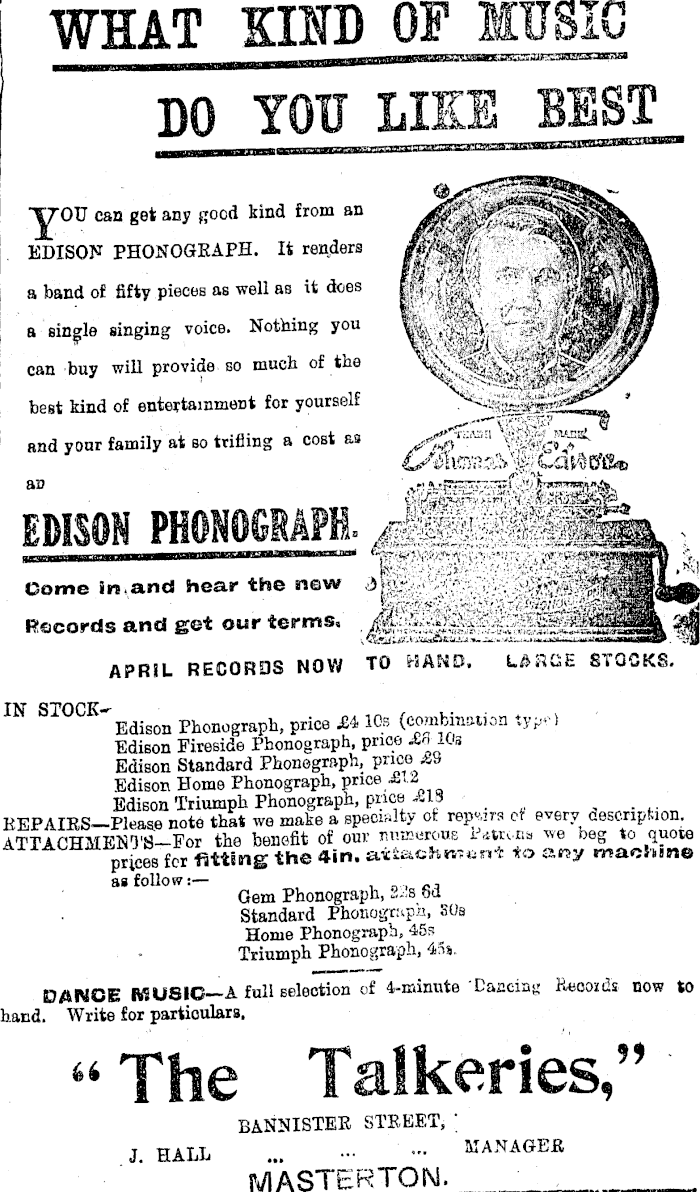 WHAT KIND OF MUSIC
DO YOU LIKE BEST
YOU can get any good kind from an
EDISON PHONOGRAPH. It renders
a band of fifty pieces as well as it does
a single singing voice. Nothing you
can buy will provide so much of the
best kind of entertainment for yourself
and your family at so trifling a cost as
an
EDISON PHONOGRAPH.
TRADE MARK
Thomas A Edison.
Come in and hear the new
Records and get our terms.
APRIL RECORDS NOW TO HAND. LARGE STOCKS.
IN STOCK—
Edison Phonograph, price £4 10s (combination type)
Edison Fireside Phonograph, price £6 10s
Edison Standard Phonograph, price £9
Edison Home Phonograph, price £12
Edison Triumph Phonograph, price £18
REPAIRS—Please note that we make a specialty of repairs of every description.
ATTACHMENTS—For the benefit of our numerous Patrons we beg to quote
prices for fitting the 4in. attachment to any machine
as follow:—
Gem Phonograph, 6d
Standard Phonograph, 30s
Home Phonograph, 45s
Triumph Phonograph, 45s.
DANCE MUSIC—A full selection of 4-minute Dancing Records now to
hand. Write for particulars,
"The Talkeries,"
BANNISTER STREET,
J. HALL ... ... ... MANAGER
MASTERTON.